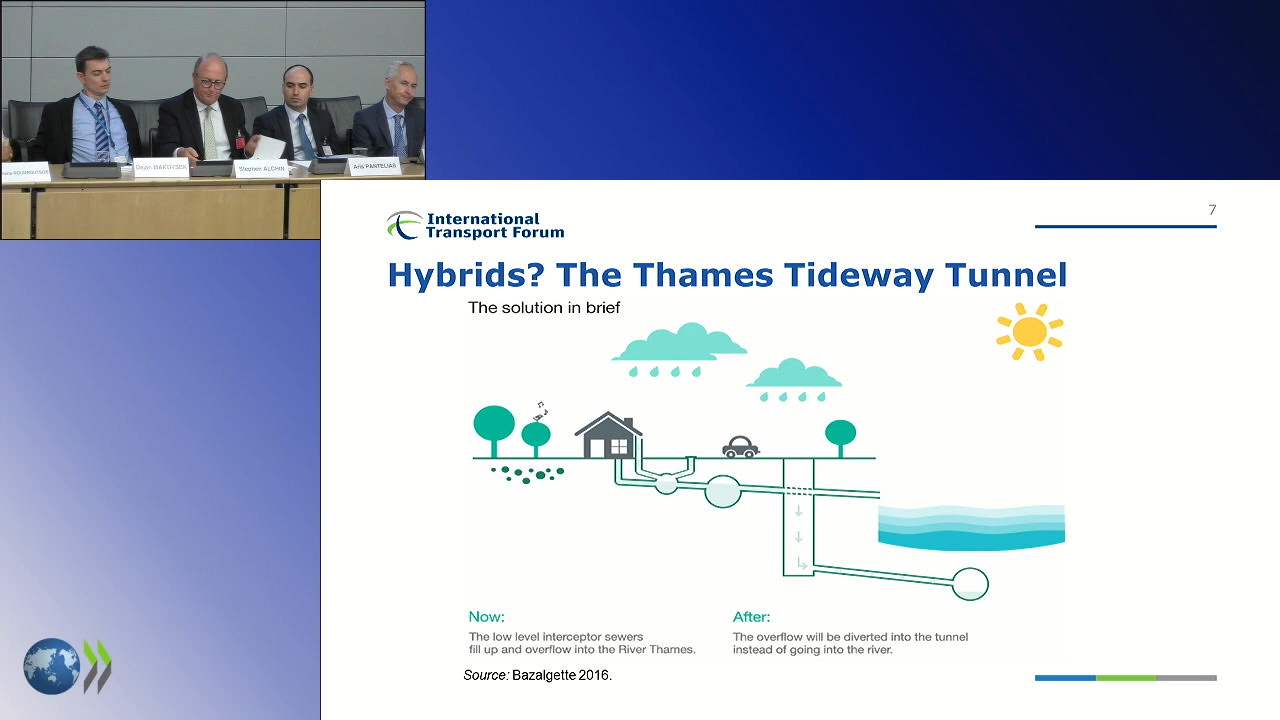 Dejan MAKOVŠEK
Stephen ALCHIN
Aris PANTELIAS
International
Transport Forum
7
Hybrids? The Thames Tideway Tunnel
The solution in brief
Now:
The low level interceptor sewers
fill up and overflow into the River Thames.
After:
The overflow will be diverted into the tunnel
instead of going into the river.
Source: Bazalgette 2016.